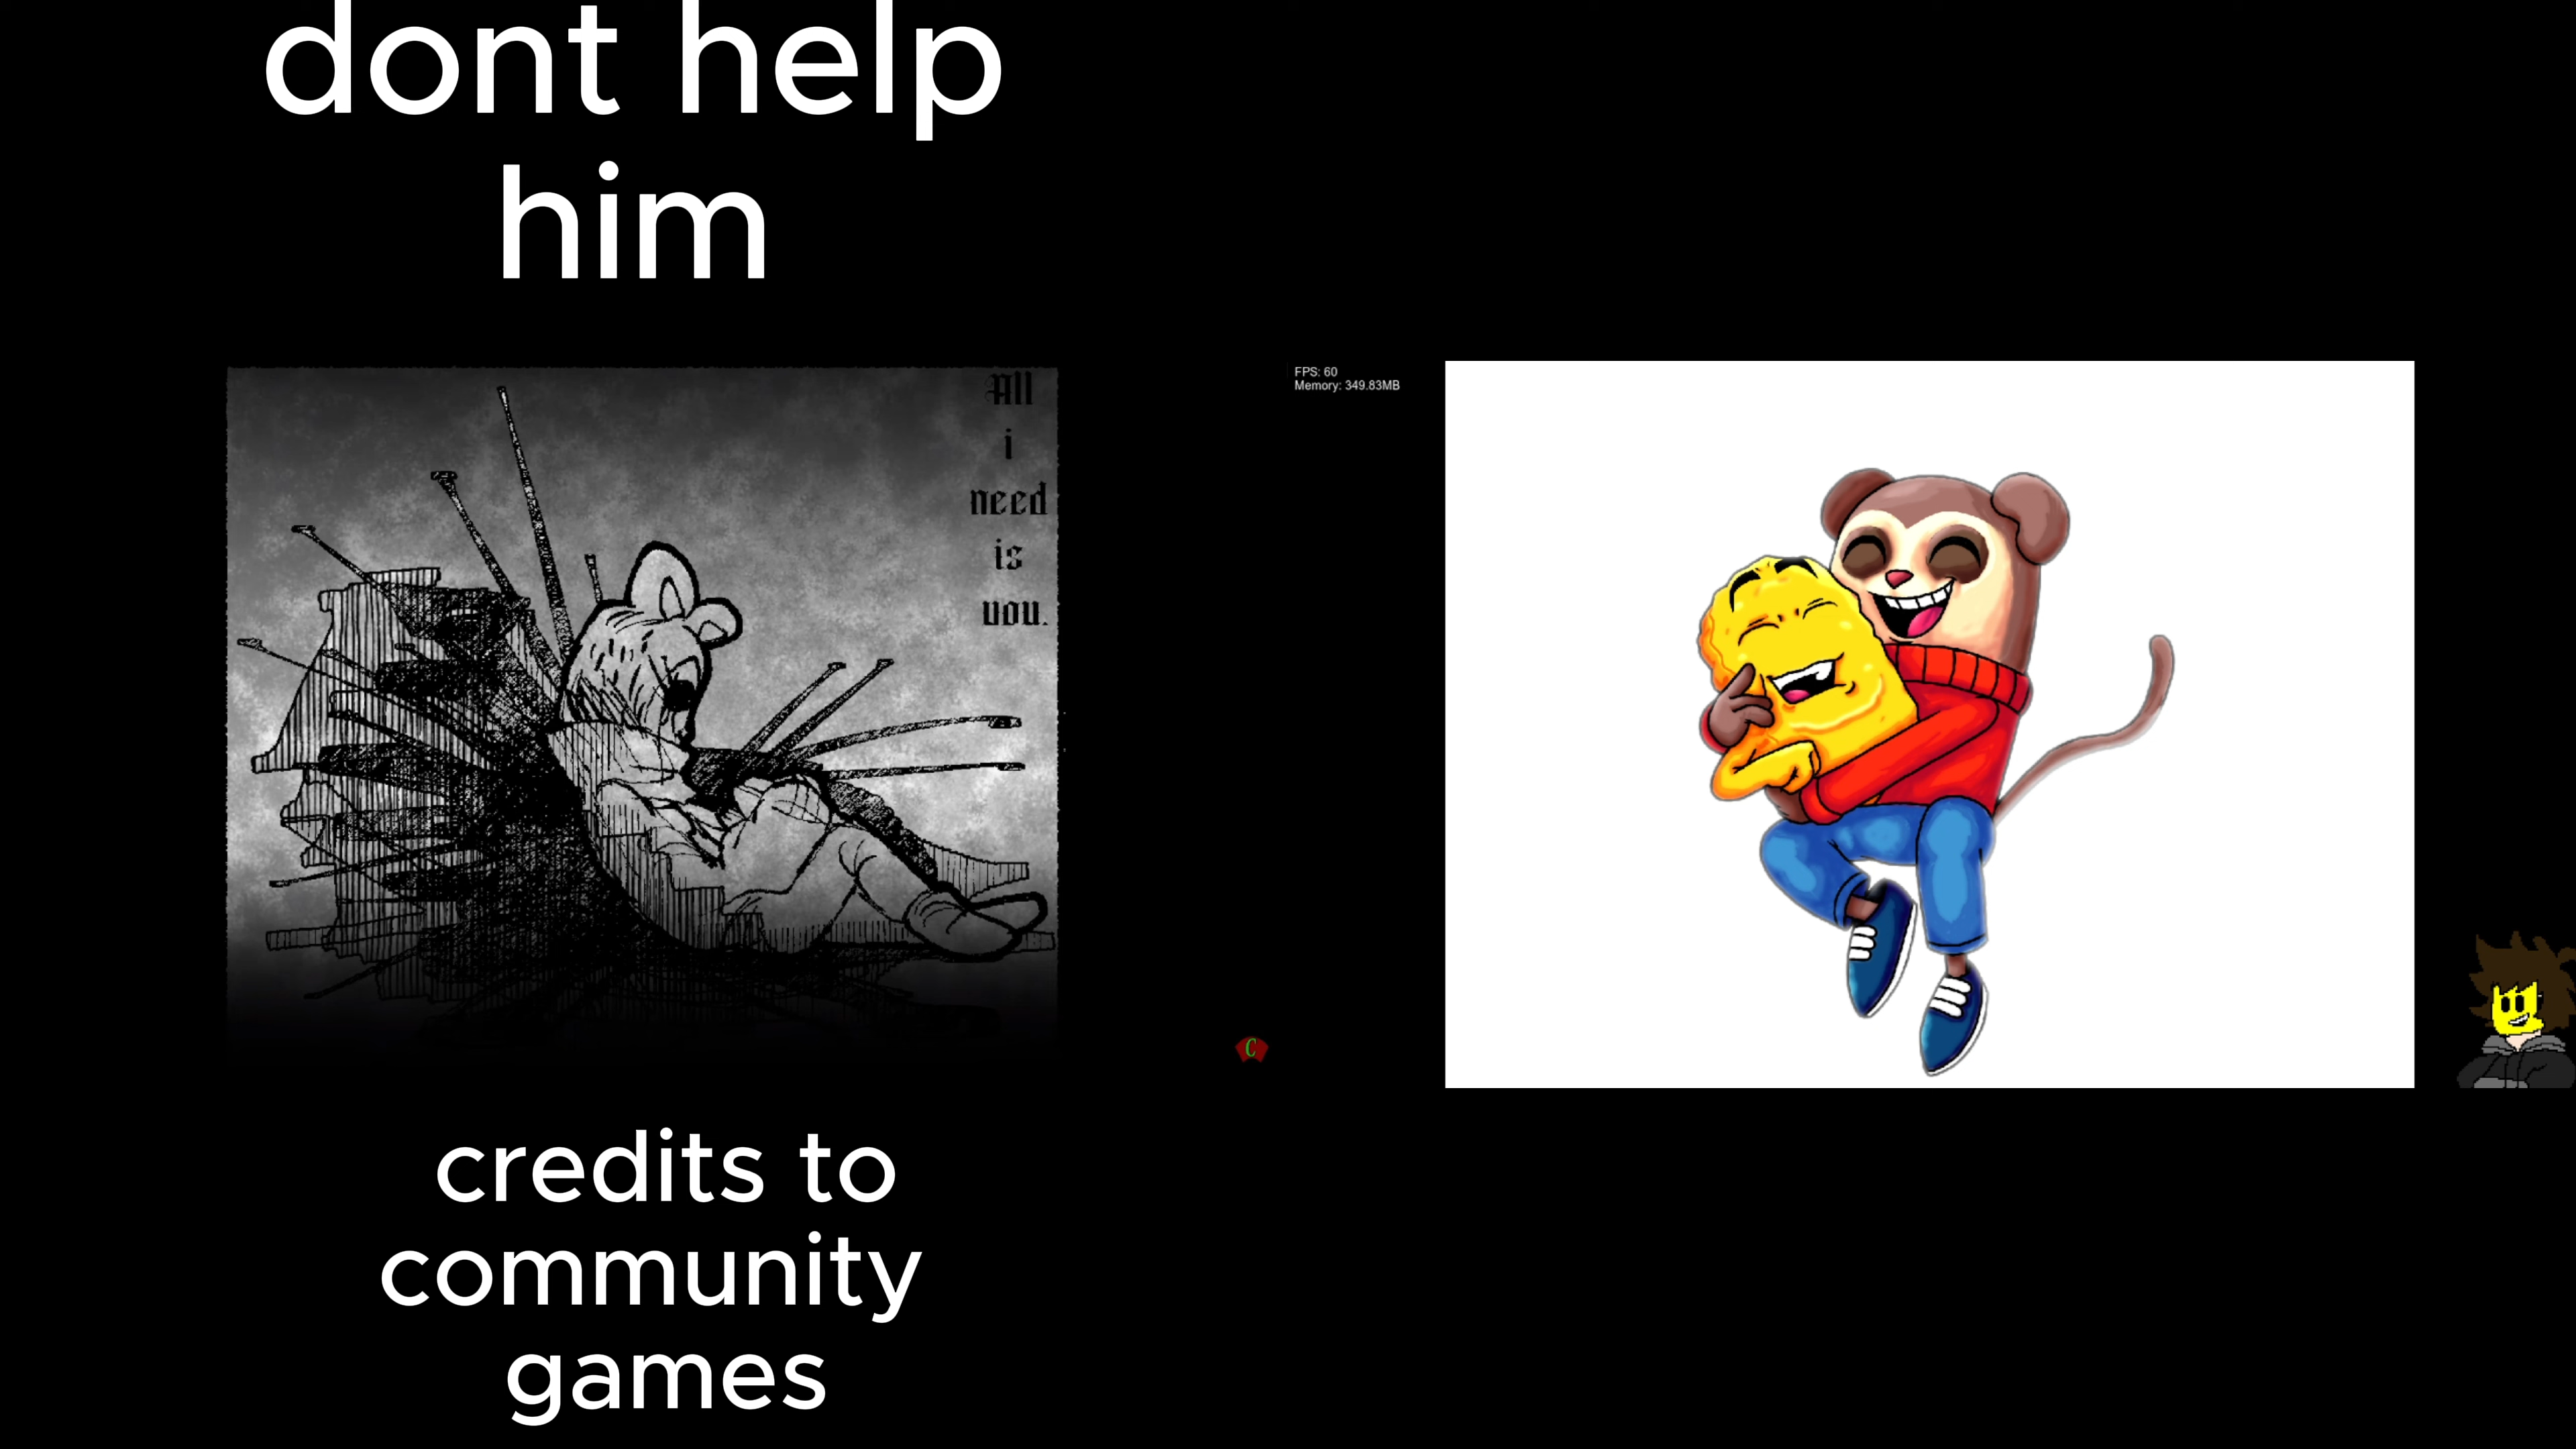 dont help
him
All
i
need
is
you.
FPS: 60
Memory: 349.83MB
C
credits to
community
games